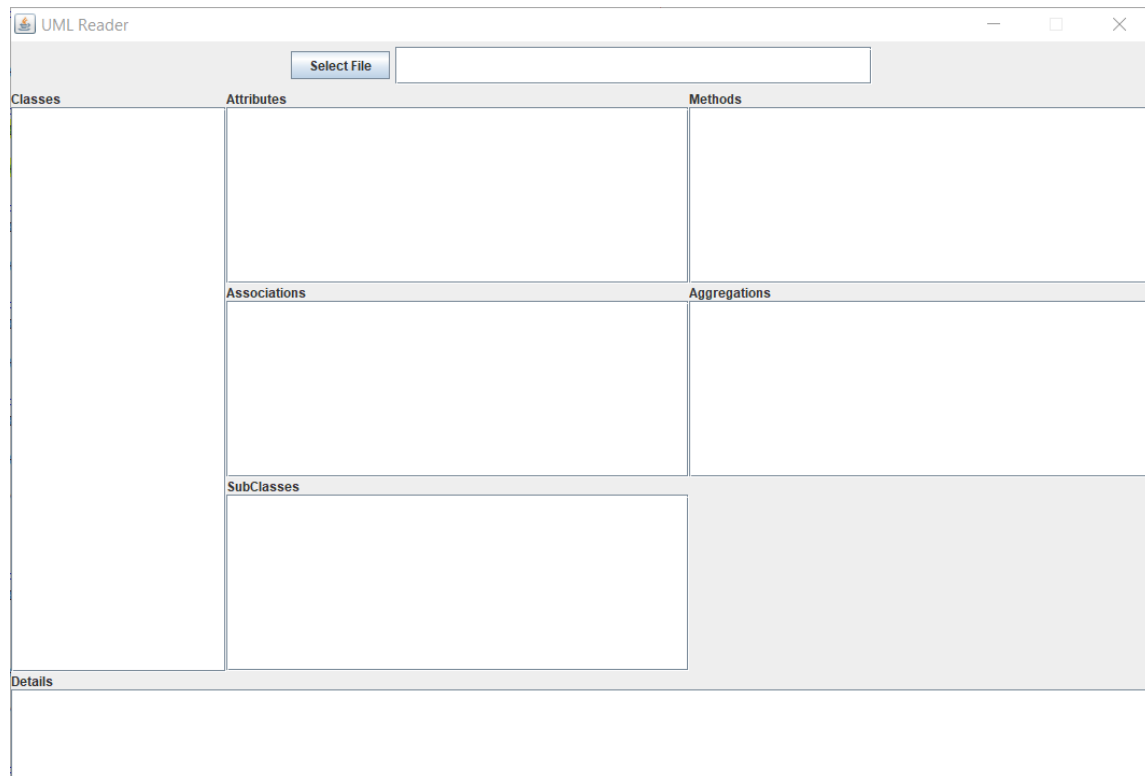 UML Reader
Select File
Classes
Attributes
Methods
Associations
Aggregations
SubClasses
Details